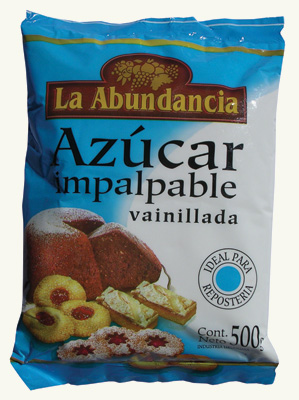 La Abundancia
Azúcar
impalpable
vainillada
IDEAL PARA
REPOSTERIA
Cont.
Neto 500g